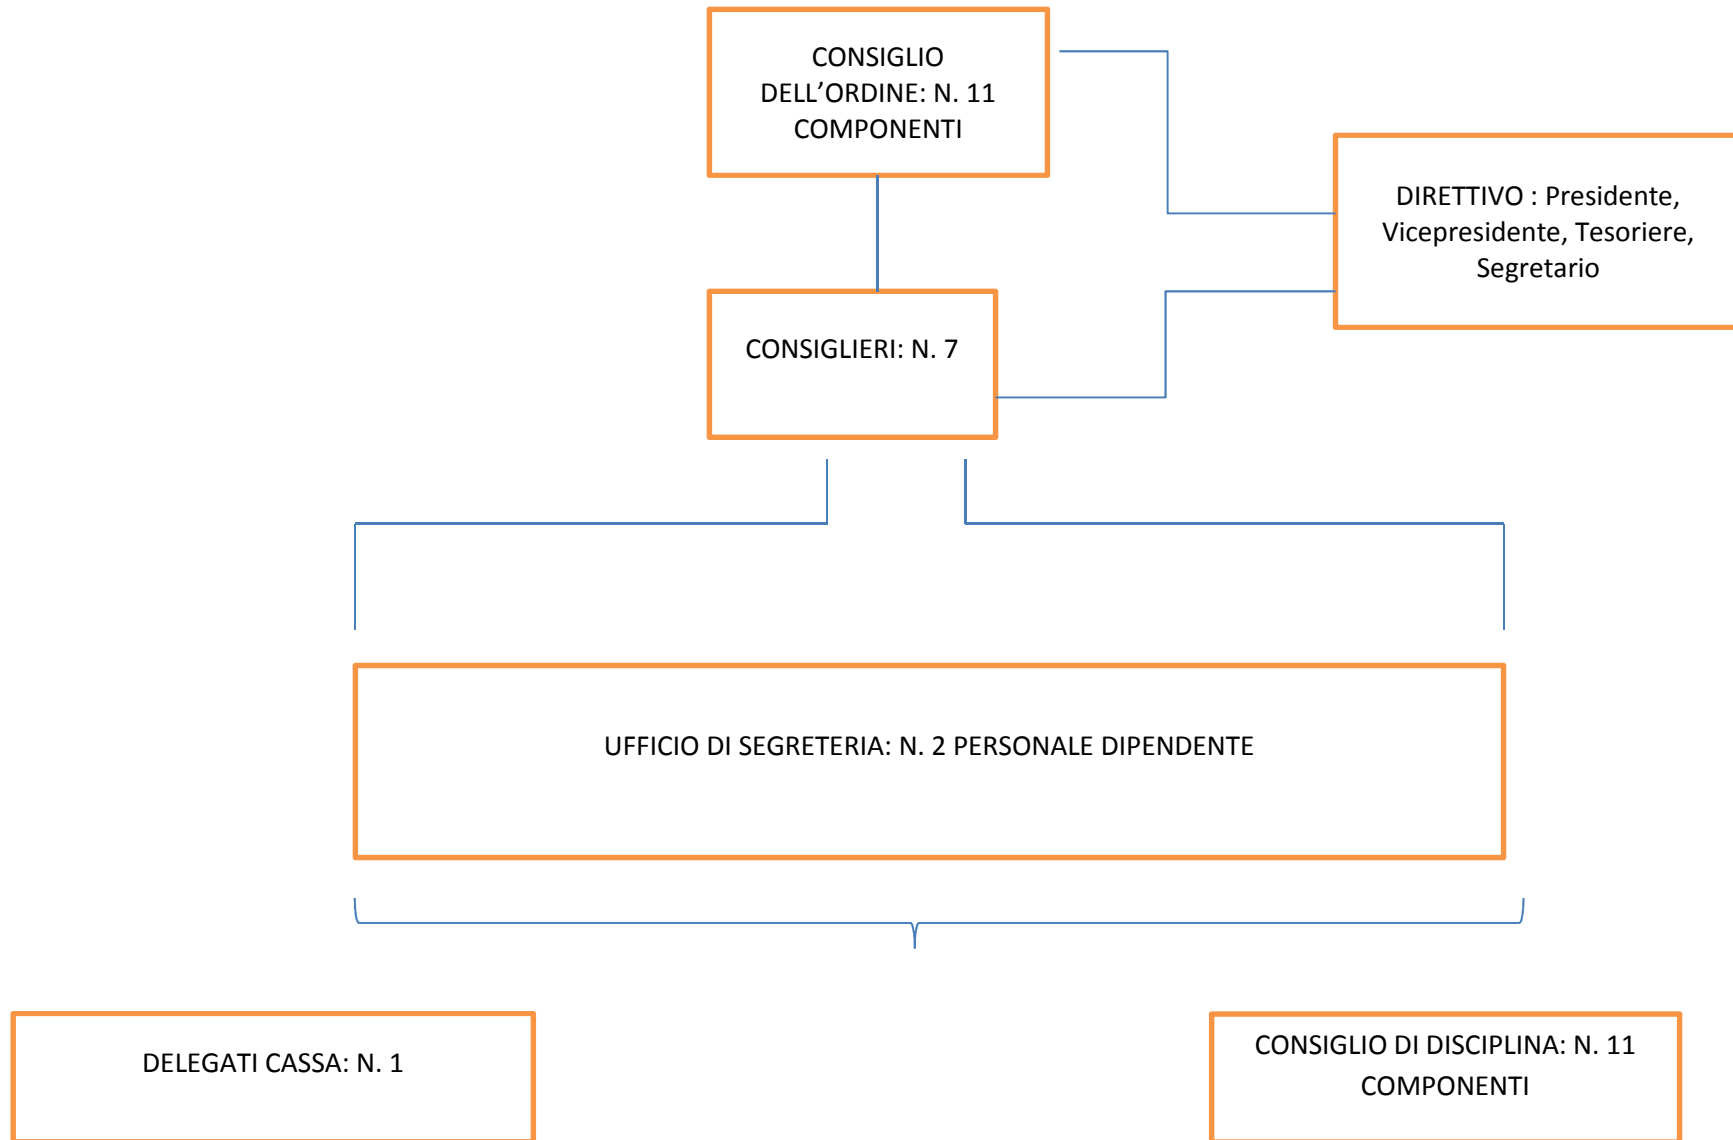 CONSIGLIO
DELL’ORDINE: N. 11
COMPONENTI
DIRETTIVO : Presidente,
Vicepresidente, Tesoriere,
Segretario
CONSIGLIERI: N. 7
UFFICIO DI SEGRETERIA: N. 2 PERSONALE DIPENDENTE
DELEGATI CASSA: N. 1
CONSIGLIO DI DISCIPLINA: N. 11
COMPONENTI